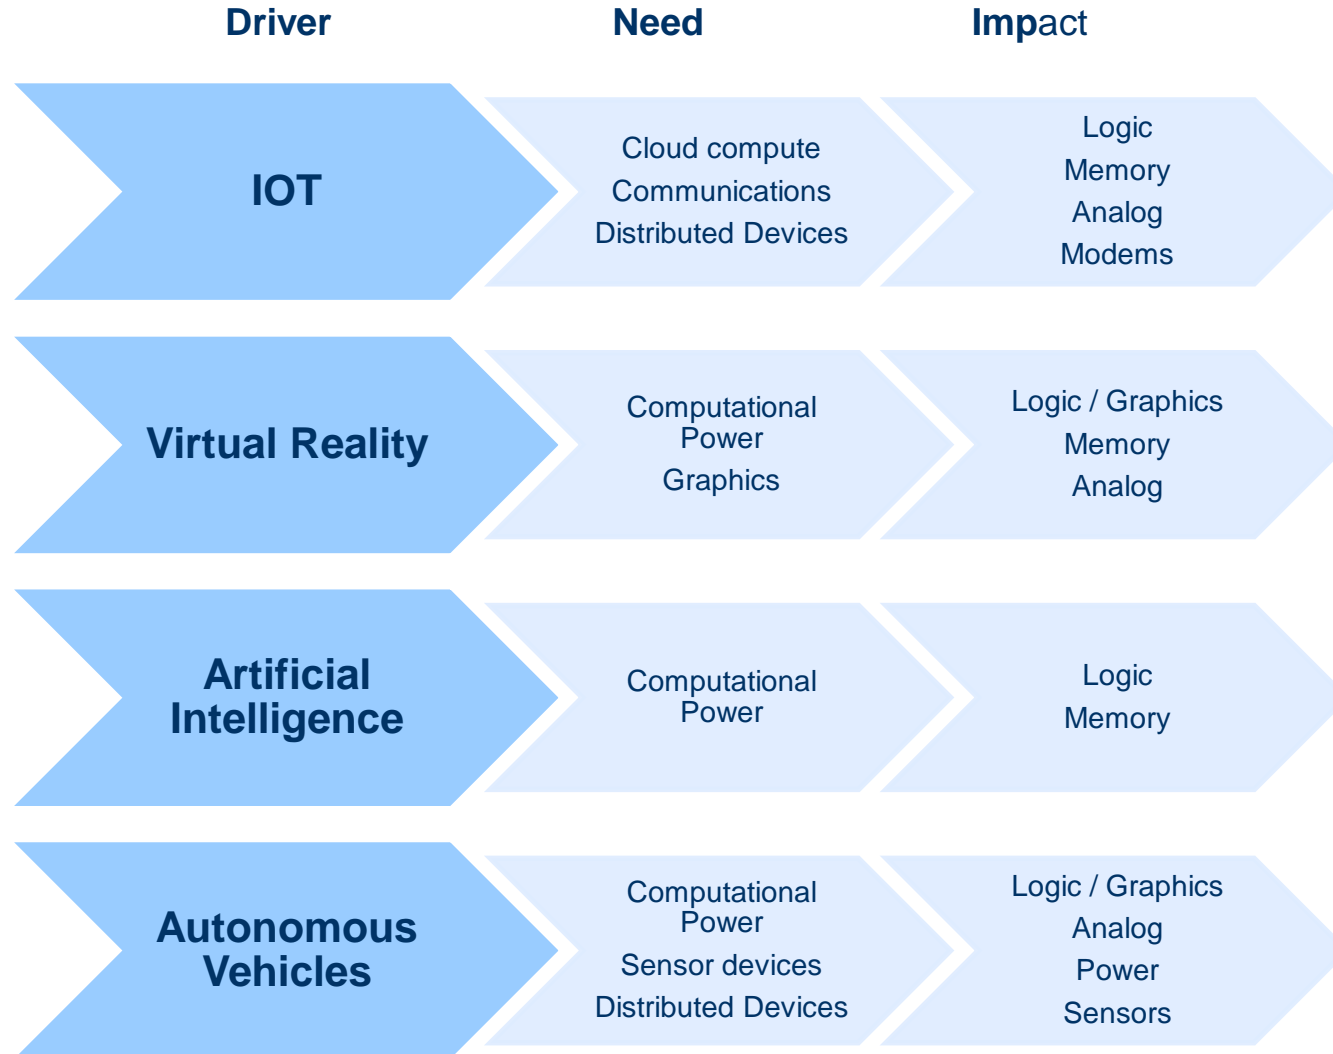 Driver Need Impact
IOT
Cloud compute
Communications
Distributed Devices
Logic
Memory
Analog
Modems
Virtual Reality
Computational
Power
Graphics
Logic / Graphics
Memory
Analog
Artificial
Intelligence
Computational
Power
Logic
Memory
Autonomous
Vehicles
Computational
Power
Sensor devices
Distributed Devices
Logic / Graphics
Analog
Power
Sensors